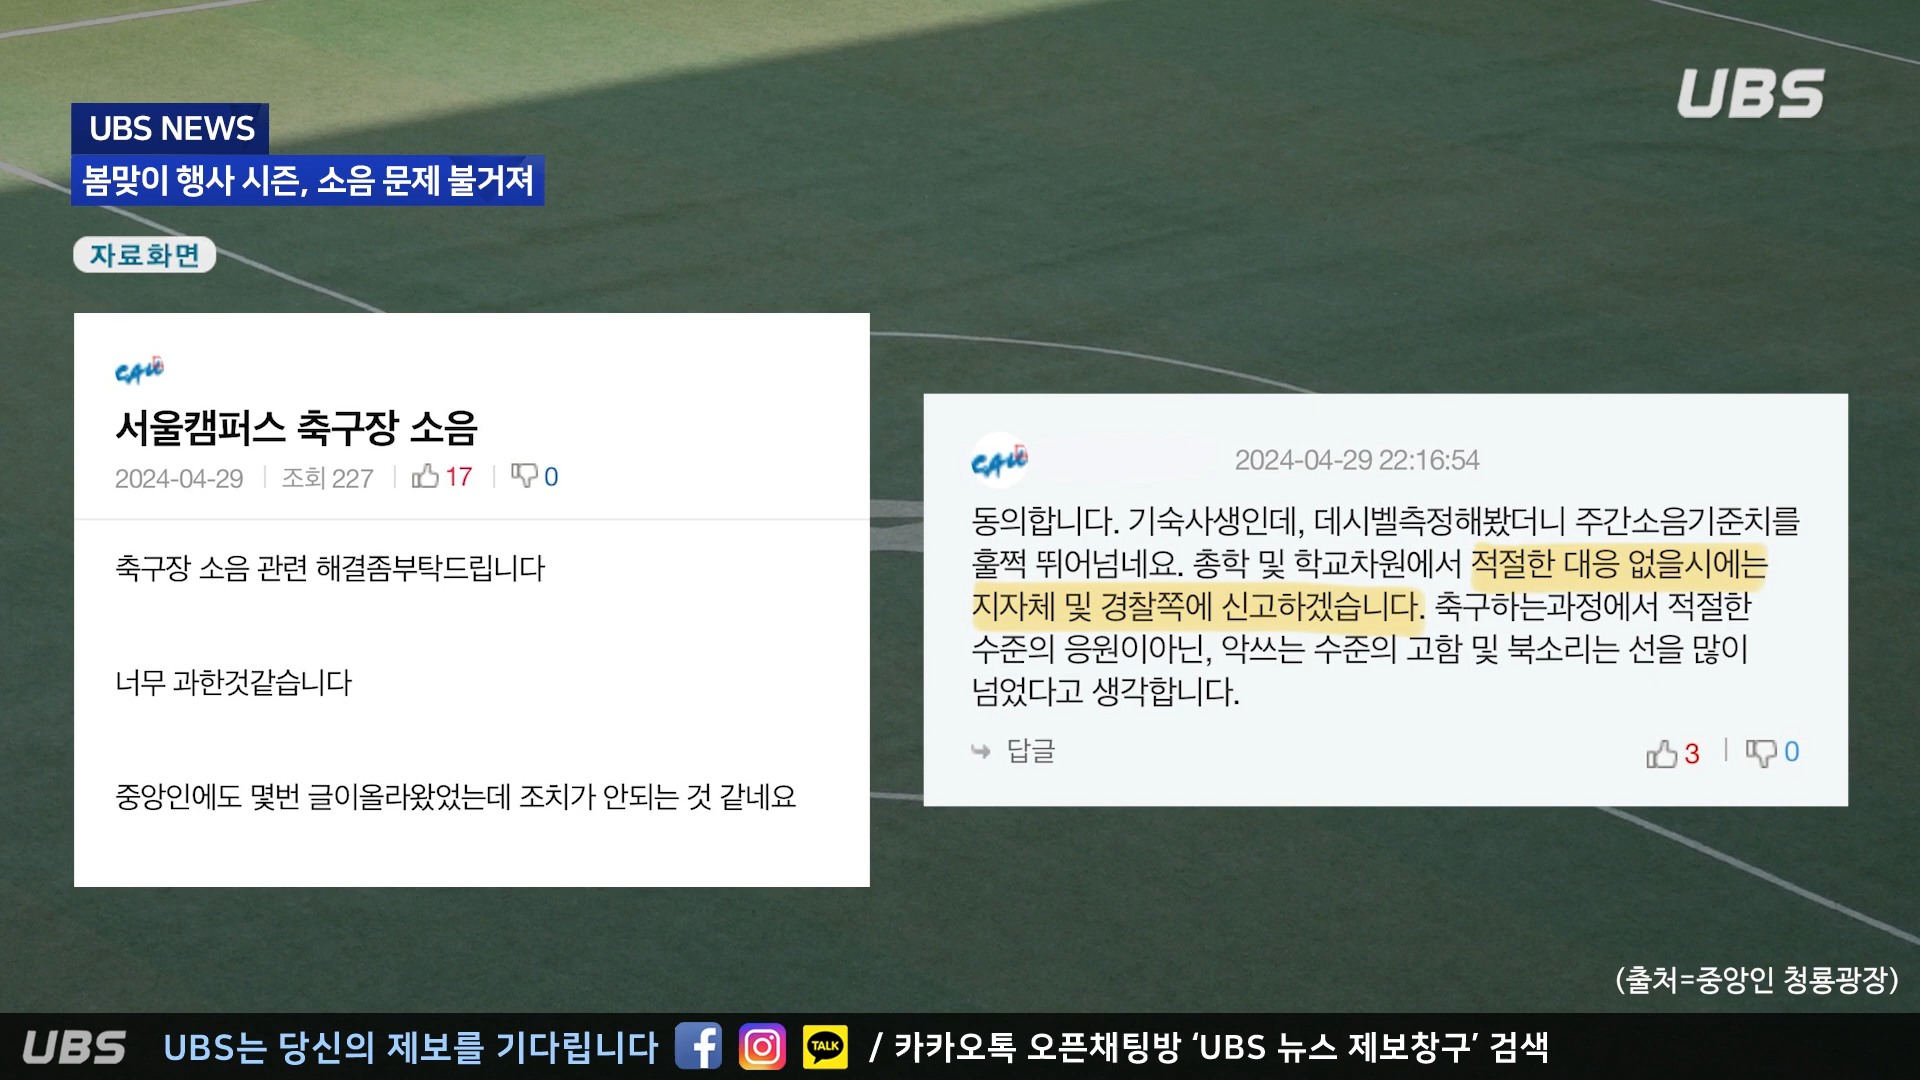 UBS
UBS NEWS
봄맞이 행사 시즌, 소음 문제 불거져
자료화면
CAU
서울캠퍼스 축구장 소음
2024-04-29 | 조회 227 | 17 | 0
축구장 소음 관련 해결좀부탁드립니다
너무 과한것같습니다
중앙인에도 몇번 글이올라왔었는데 조치가 안되는 것 같네요
CAU
2024-04-29 22:16:54
동의합니다. 기숙사생인데, 데시벨측정해봤더니 주간소음기준치를
훌쩍 뛰어넘네요. 총학 및 학교차원에서 적절한 대응 없을시에는
지자체 및 경찰쪽에 신고하겠습니다. 축구하는과정에서 적절한
수준의 응원이아닌, 악쓰는 수준의 고함 및 북소리는 선을 많이
넘었다고 생각합니다.
답글
3 | 0
(출처=중앙인 청룡광장)
UBS UBS는 당신의 제보를 기다립니다 f TALK / 카카오톡 오픈채팅방 ‘UBS 뉴스 제보창구’ 검색